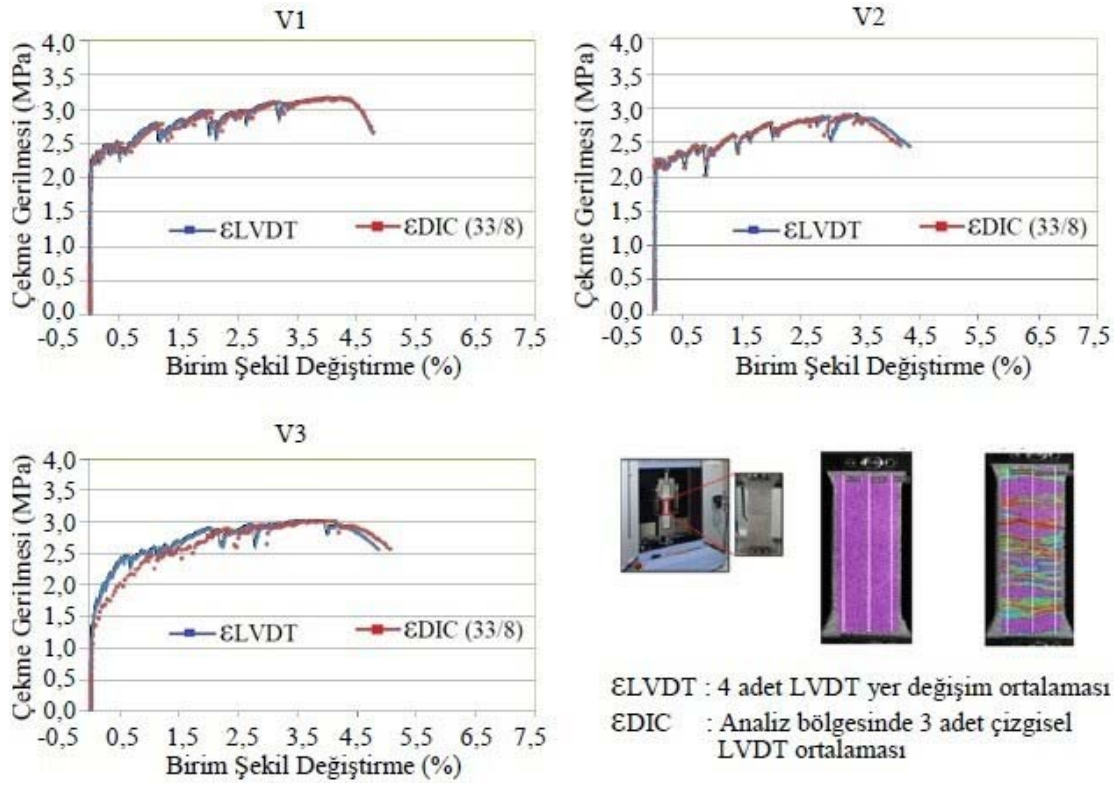 V1
Çekme Gerilmesi (MPa)
4,0
3,5
3,0
2,5
2,0
1,5
1,0
0,5
0,0
εLVDT
εDIC (33/8)
-0,5 0,5 1,5 2,5 3,5 4,5 5,5 6,5 7,5
Birim Şekil Değiştirme (%)
V2
Çekme Gerilmesi (MPa)
4,0
3,5
3,0
2,5
2,0
1,5
1,0
0,5
0,0
εLVDT
εDIC (33/8)
-0,5 0,5 1,5 2,5 3,5 4,5 5,5 6,5 7,5
Birim Şekil Değiştirme (%)
V3
Çekme Gerilmesi (MPa)
4,0
3,5
3,0
2,5
2,0
1,5
1,0
0,5
0,0
εLVDT
εDIC (33/8)
-0,5 0,5 1,5 2,5 3,5 4,5 5,5 6,5 7,5
Birim Şekil Değiştirme (%)
εLVDT : 4 adet LVDT yer değişim ortalaması
εDIC : Analiz bölgesinde 3 adet çizgisel
LVDT ortalaması